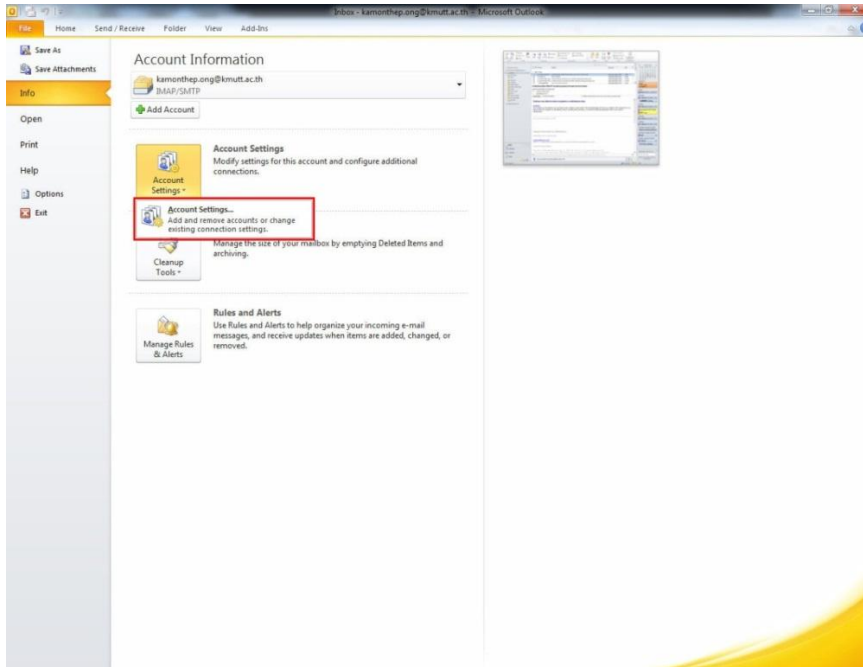 Inbox - kamonthep.ong@kmutt.ac.th - Microsoft Outlook
File Home Send / Receive Folder View Add-Ins
Save As
Save Attachments
Info
Open
Print
Help
Options
Exit
Account Information
kamonthep.ong@kmutt.ac.th
IMAP/SMTP
Add Account
Account Settings
Account Settings
Modify settings for this account and configure additional
connections.
Account Settings...
Add and remove accounts or change
existing connection settings.
Cleanup
Tools
Manage the size of your mailbox by emptying Deleted Items and
archiving.
Manage Rules
& Alerts
Rules and Alerts
Use Rules and Alerts to help organize your incoming e-mail
messages, and receive updates when items are added, changed, or
removed.